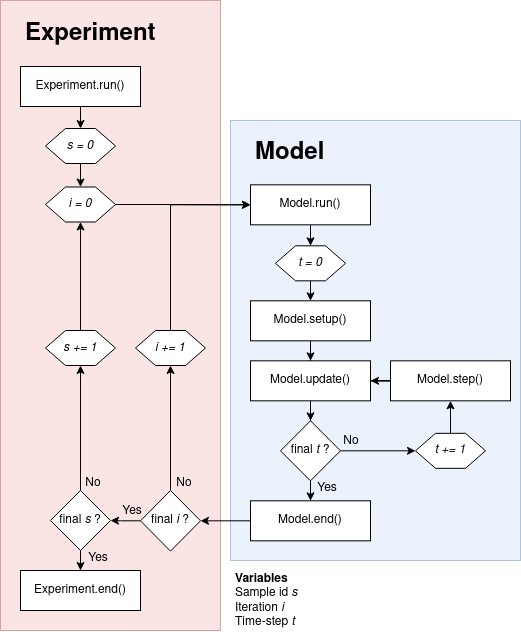 Experiment
Experiment.run()
s = 0
i = 0
s += 1
i += 1
No
No
final s ?
Yes
final i ?
Yes
Experiment.end()
Model
Model.run()
t = 0
Model.setup()
Model.update()
Model.step()
final t ?
No
t += 1
Yes
Model.end()
Variables
Sample id s
Iteration i
Time-step t